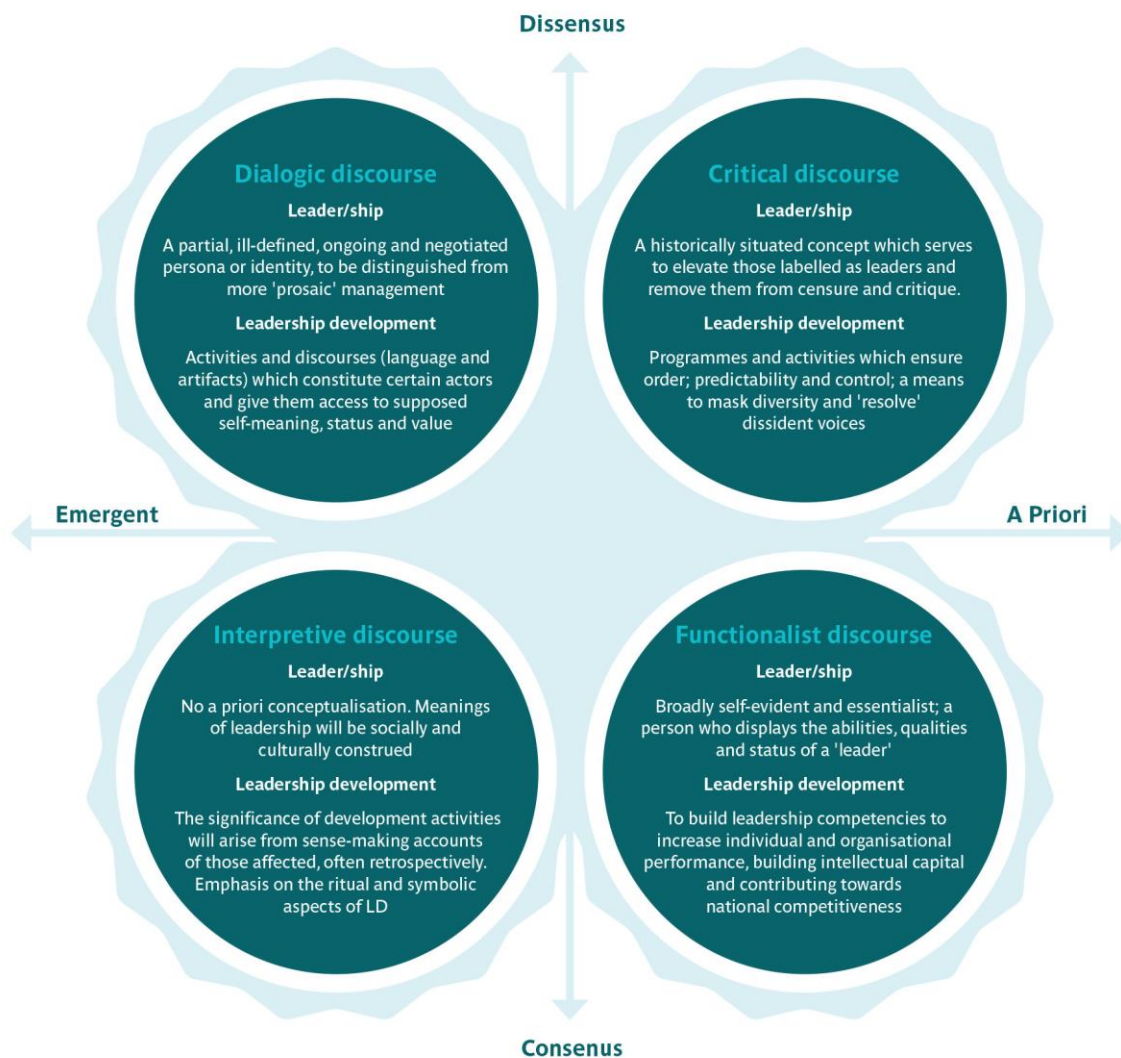 Dissensus
Dialogic discourse
Leader/ship
A partial, ill-defined, ongoing and negotiated
persona or identity, to be distinguished from
more 'prosaic' management
Leadership development
Activities and discourses (language and
artifacts) which constitute certain actors
and give them access to supposed
self-meaning, status and value
Critical discourse
Leader/ship
A historically situated concept which serves
to elevate those labelled as leaders and
remove them from censure and critique.
Leadership development
Programmes and activities which ensure
order; predictability and control; a means
to mask diversity and 'resolve'
dissident voices
Emergent
A Priori
Interpretive discourse
Leader/ship
No a priori conceptualisation. Meanings
of leadership will be socially and
culturally construed
Leadership development
The significance of development activities
will arise from sense-making accounts
of those affected, often retrospectively.
Emphasis on the ritual and symbolic
aspects of LD
Functionalist discourse
Leader/ship
Broadly self-evident and essentialist; a
person who displays the abilities, qualities
and status of a 'leader'
Leadership development
To build leadership competencies to
increase individual and organisational
performance, building intellectual capital
and contributing towards
national competitiveness
Consenus